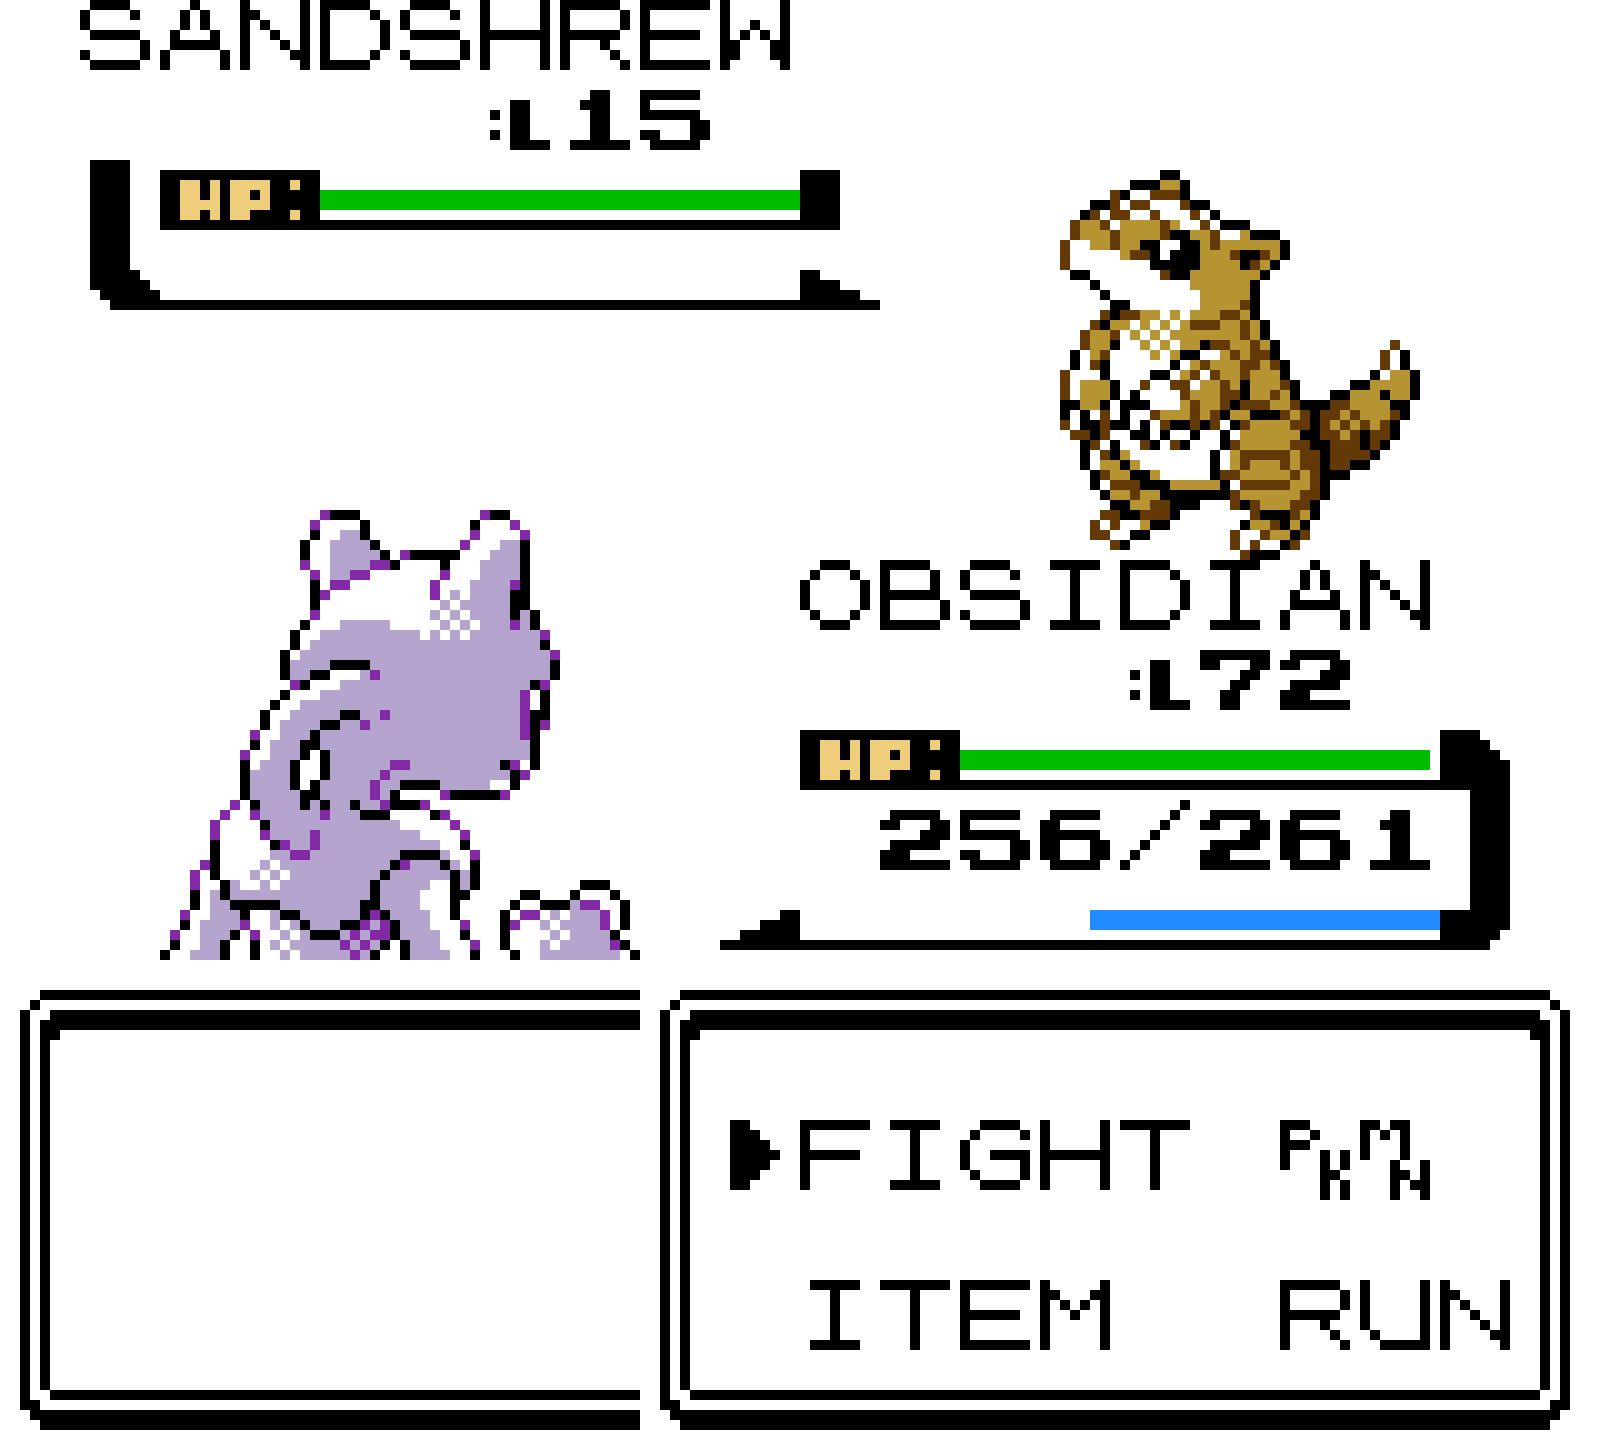 SANDSHREW
:L15
HP:
OBSIDIAN
:L72
HP:
256/261
▶FIGHT PKMN
ITEM RUN